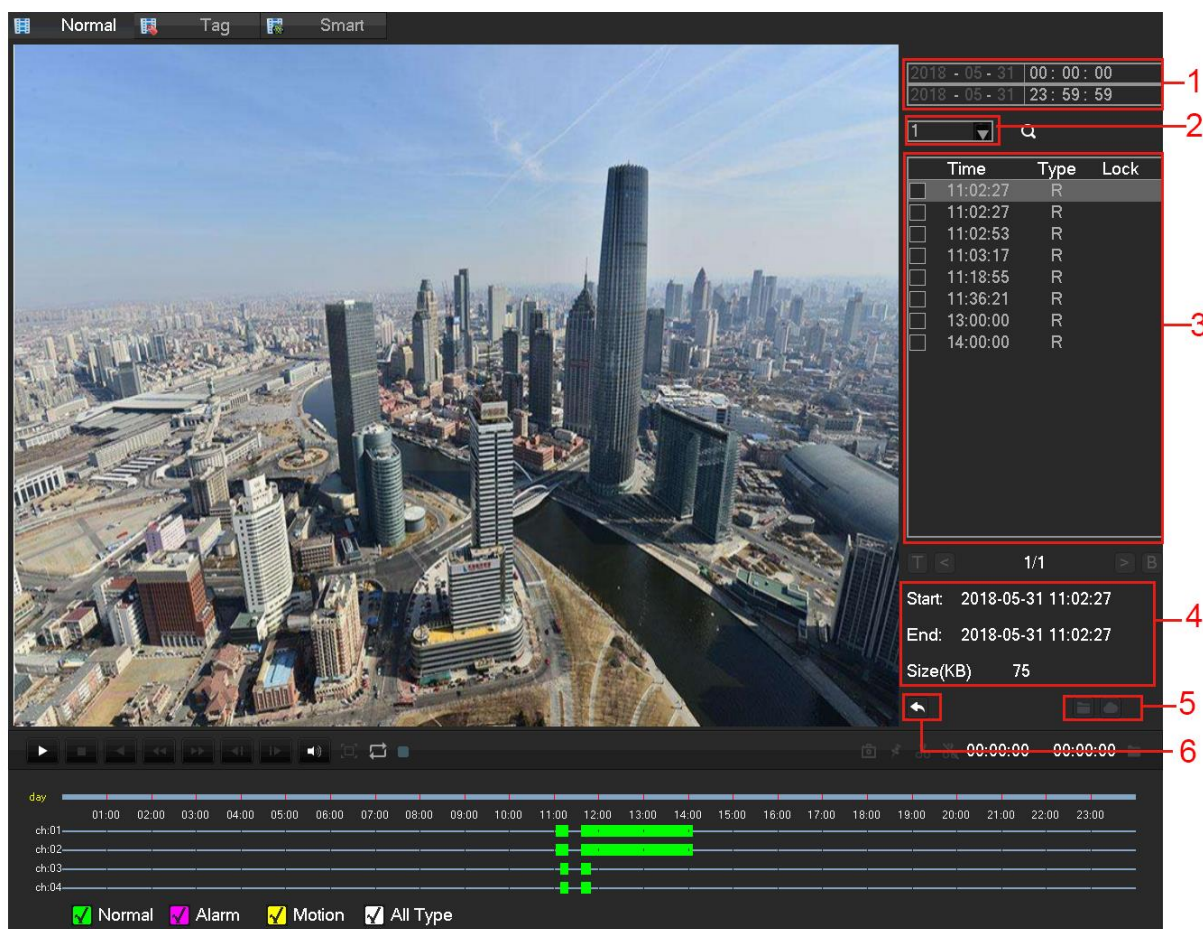 Normal Tag Smart
2018 - 05 - 31 00 : 00 : 00
2018 - 05 - 31 23 : 59 : 59
1
1
2
Time Type Lock
11:02:27 R
11:02:27 R
11:02:53 R
11:03:17 R
11:18:55 R
11:36:21 R
13:00:00 R
14:00:00 R
3
T < 1/1 > B
Start: 2018-05-31 11:02:27
End: 2018-05-31 11:02:27
Size(KB) 75
4
5
6
00:00:00 00:00:00
day
01:00 02:00 03:00 04:00 05:00 06:00 07:00 08:00 09:00 10:00 11:00 12:00 13:00 14:00 15:00 16:00 17:00 18:00 19:00 20:00 21:00 22:00 23:00
ch:01
ch:02
ch:03
ch:04
Normal Alarm Motion All Type